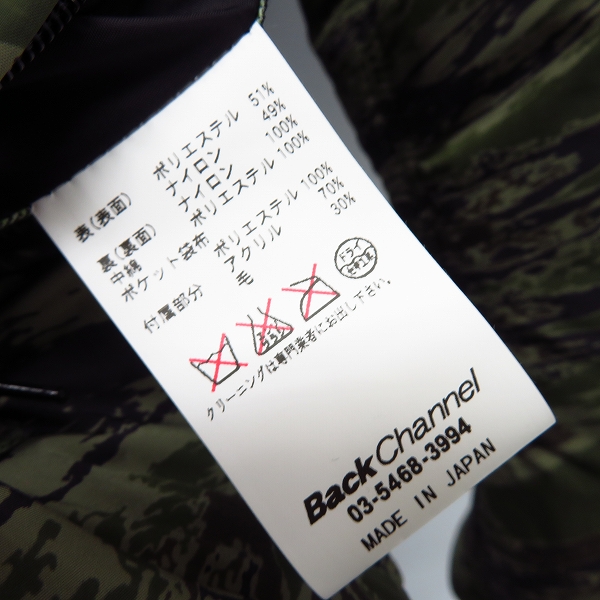 表(表面) ポリエステル 51%
ナイロン 49%
裏(裏面) ナイロン 100%
中綿 ポリエステル 100%
ポケット袋布 ポリエステル 100%
付属部分 アクリル 70%
毛 30%
ドライ
クリーニングは専門業者にお出し下さい。
BackChannel
03-5468-3994
MADE IN JAPAN